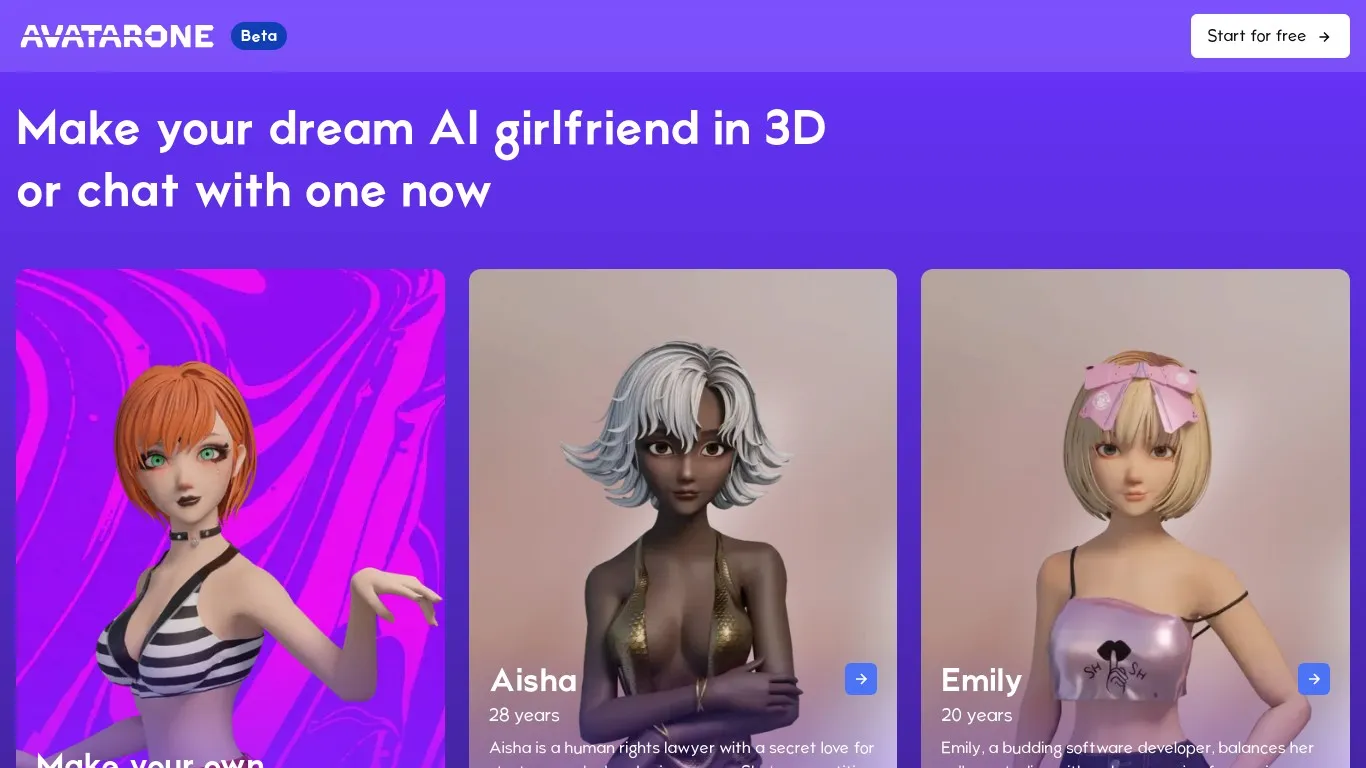 AVATARONE
Beta
Start for free
Make your dream AI girlfriend in 3D
or chat with one now
SH SH
Make your own
Aisha
28 years
Aisha is a human rights lawyer with a secret love for
Emily
20 years
Emily, a budding software developer, balances her